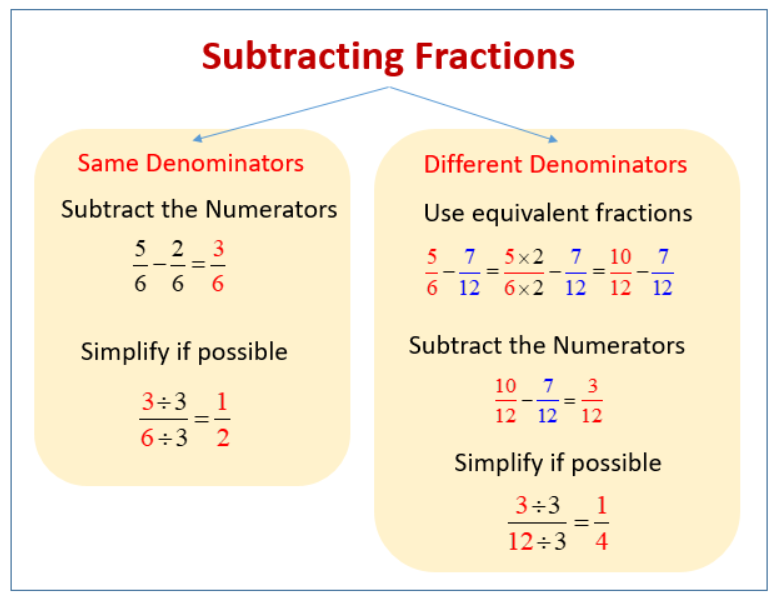 Subtracting Fractions
Same Denominators
Subtract the Numerators
5/6 − 2/6 = 3/6
Simplify if possible
3÷3/6÷3 = 1/2
Different Denominators
Use equivalent fractions
5/6 − 7/12 = 5×2/6×2 − 7/12 = 10/12 − 7/12
Subtract the Numerators
10/12 − 7/12 = 3/12
Simplify if possible
3÷3/12÷3 = 1/4